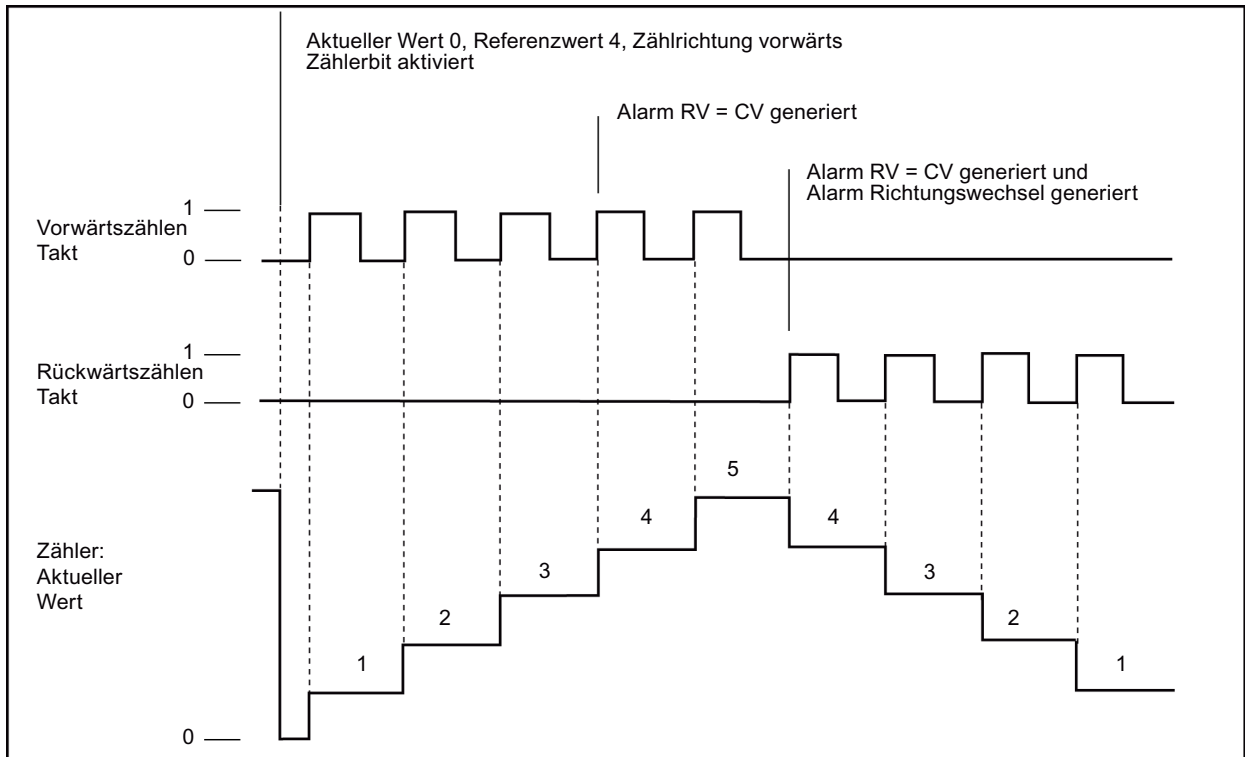 Aktueller Wert 0, Referenzwert 4, Zählrichtung vorwärts
Zählerbit aktiviert
Alarm RV = CV generiert
Alarm RV = CV generiert und
Alarm Richtungswechsel generiert
1
Vorwärtszählen
Takt
0
1
Rückwärtszählen
Takt
0
5
4
4
Zähler:
Aktueller
Wert
3
3
2
2
1
1
0